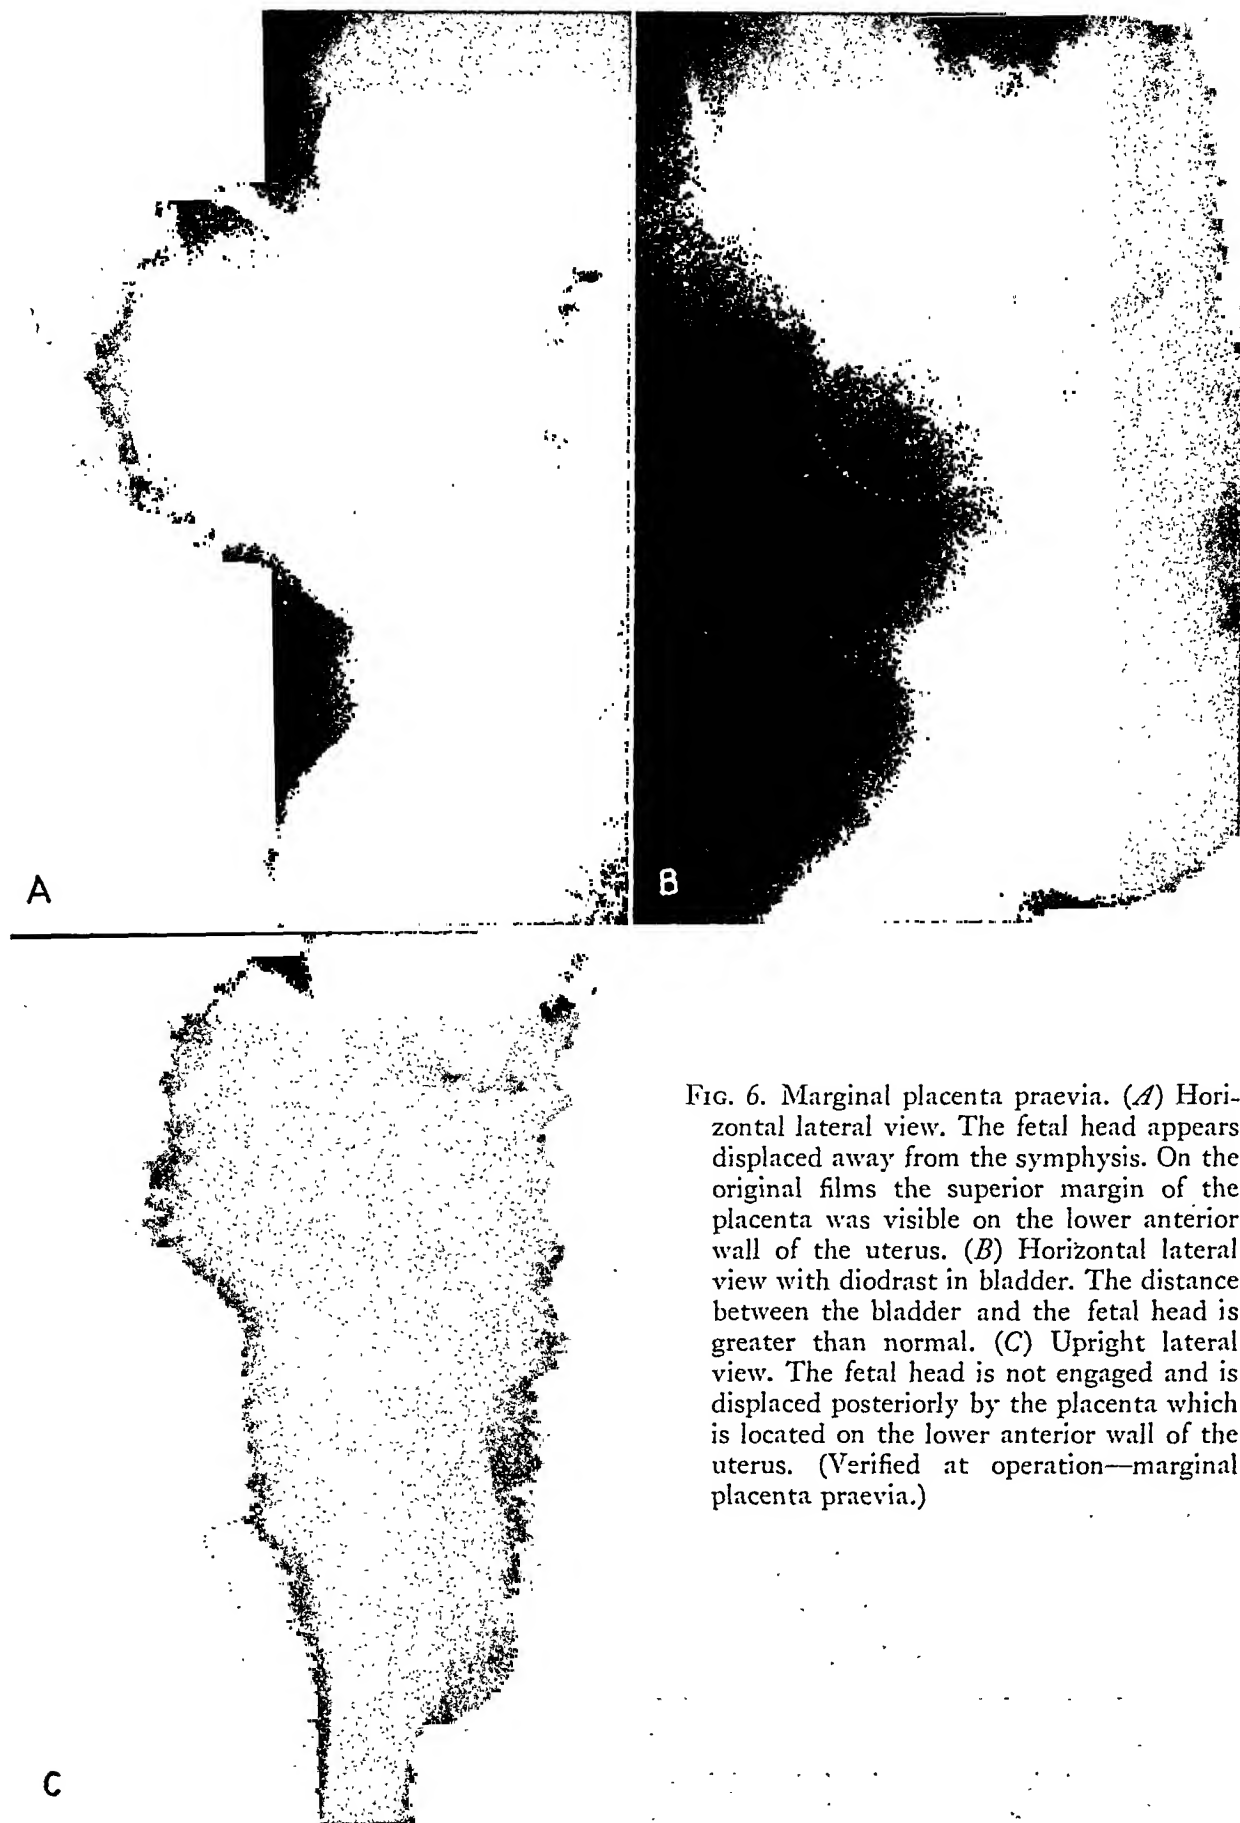 A
B
C
FIG. 6. Marginal placenta praevia. (A) Hori-
zontal lateral view. The fetal head appears
displaced away from the symphysis. On the
original films the superior margin of the
placenta was visible on the lower anterior
wall of the uterus. (B) Horizontal lateral
view with diodrast in bladder. The distance
between the bladder and the fetal head is
greater than normal. (C) Upright lateral
view. The fetal head is not engaged and is
displaced posteriorly by the placenta which
is located on the lower anterior wall of the
uterus. (Verified at operation—marginal
placenta praevia.)